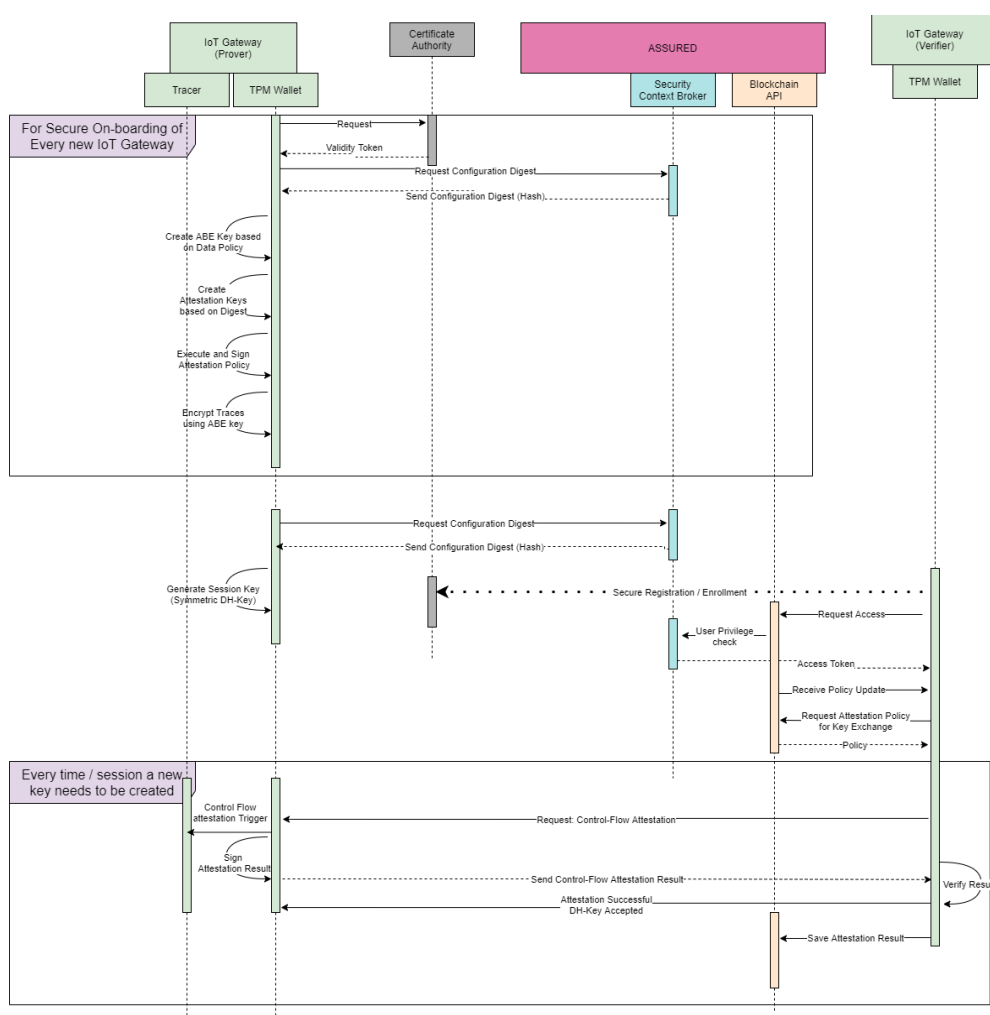 IoT Gateway
(Prover)
Certificate
Authority
ASSURED
IoT Gateway
(Verifier)
Tracer
TPM Wallet
Security
Context Broker
Blockchain
API
TPM Wallet
For Secure On-boarding of
Every new IoT Gateway
Request
Validity Token
Request Configuration Digest
Send Configuration Digest (Hash)
Create ABE Key based
on Data Policy
Create
Attestation Keys
based on Digest
Execute and Sign
Attestation Policy
Encrypt Traces
using ABE key
Request Configuration Digest
Send Configuration Digest (Hash)
Generate Session Key
(Symmetric DH-Key)
Secure Registration / Enrollment
Request Access
User Privilege
check
Access Token
Receive Policy Update
Request Attestation Policy
for Key Exchange
Policy
Every time / session a new
key needs to be created
Control Flow
attestation Trigger
Request: Control-Flow Attestation
Sign
Attestation Result
Send Control-Flow Attestation Result
Verify Resu
Attestation Successful
DH-Key Accepted
Save Attestation Result